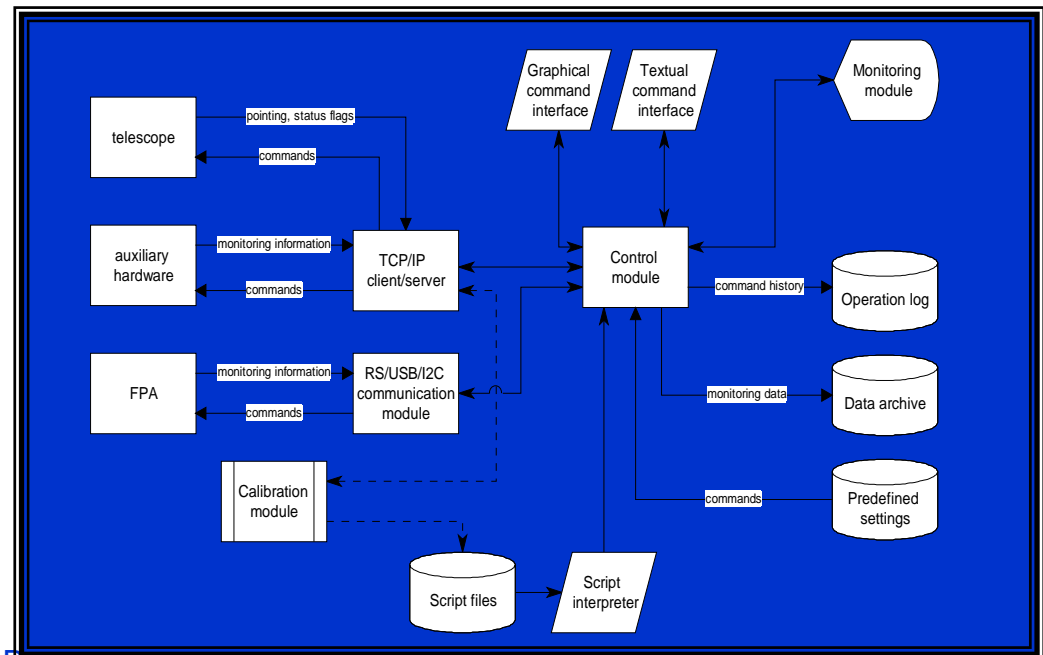 Graphical
command
interface
Textual
command
interface
Monitoring
module
telescope
pointing, status flags
commands
auxiliary
hardware
monitoring information
commands
TCP/IP
client/server
Control
module
command history
Operation log
FPA
monitoring information
commands
RS/USB/I2C
communication
module
monitoring data
Data archive
Calibration
module
commands
Predefined
settings
Script files
Script
interpreter